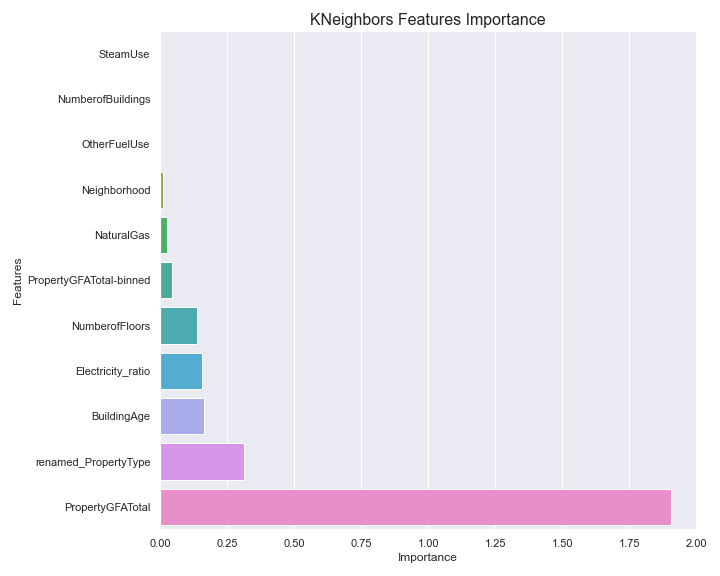 KNeighbors Features Importance
SteamUse
NumberofBuildings
OtherFuelUse
Neighborhood
NaturalGas
PropertyGFATotal-binned
NumberofFloors
Electricity_ratio
BuildingAge
renamed_PropertyType
PropertyGFATotal
Features
0.00 0.25 0.50 0.75 1.00 1.25 1.50 1.75 2.00
Importance